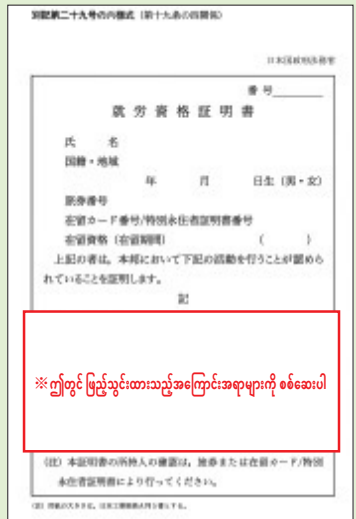 別記第二十九号の六様式（第十九条の四関係）
日本国政府法務省
番 号
就 労 資 格 証 明 書
氏 名
国籍・地域
年 月 日生（男・女）
旅券番号
在留カード番号/特別永住者証明書番号
在留資格（在留期間） （ ）
上記の者は、本邦において下記の活動を行うことが認めら
れていることを証明します。
記
※ဤတွင် ဖြည့်သွင်းထားသည့်အကြောင်းအရာများကို စစ်ဆေးပါ
（注）本証明書の所持人の確認は、旅券または在留カード/特別
永住者証明書により行ってください。